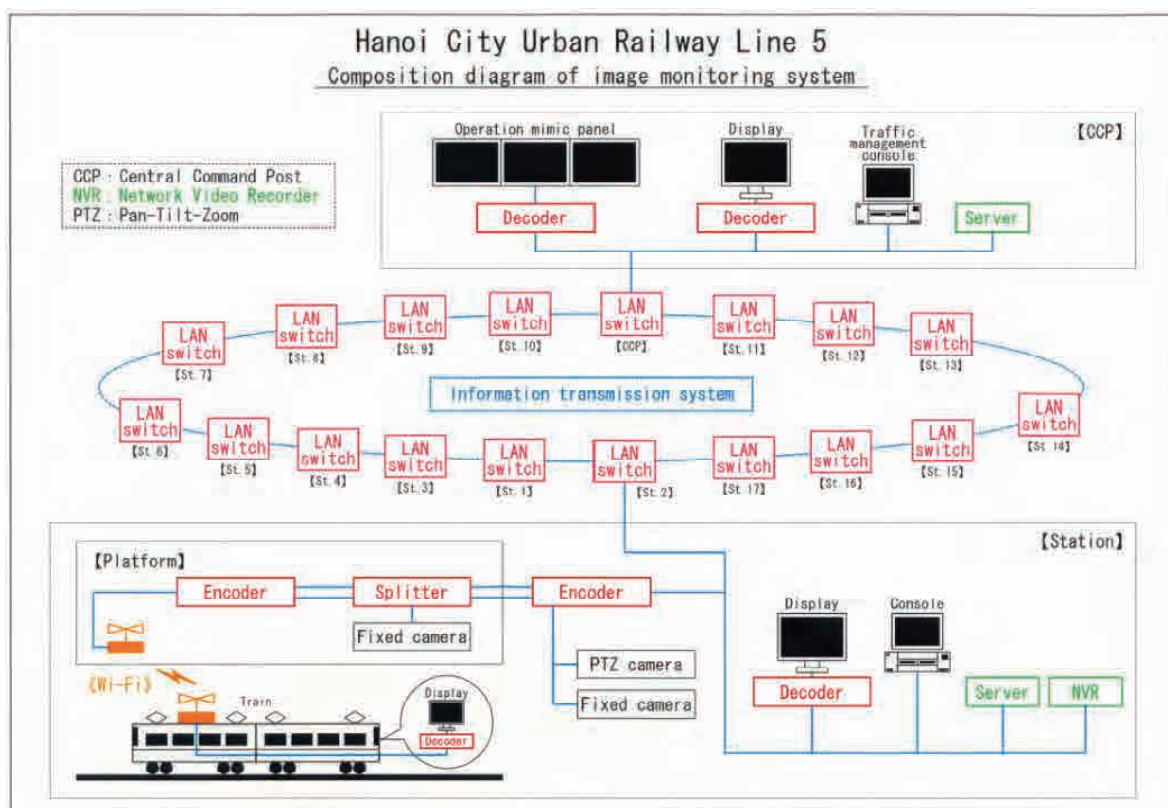 Hanoi City Urban Railway Line 5
Composition diagram of image monitoring system
CCP : Central Command Post
NVR : Network Video Recorder
PTZ : Pan-Tilt-Zoom
【CCP】
Operation mimic panel
Display
Traffic
management
console
Decoder
Decoder
Server
LAN
switch
【St. 7】
LAN
switch
【St. 8】
LAN
switch
【St. 9】
LAN
switch
【St. 10】
LAN
switch
【CCP】
LAN
switch
【St. 11】
LAN
switch
【St. 12】
LAN
switch
【St. 13】
Information transmission system
LAN
switch
【St. 6】
LAN
switch
【St. 5】
LAN
switch
【St. 4】
LAN
switch
【St. 3】
LAN
switch
【St. 1】
LAN
switch
【St. 2】
LAN
switch
【St. 17】
LAN
switch
【St. 16】
LAN
switch
【St. 15】
LAN
switch
【St. 14】
【Station】
【Platform】
Encoder
Splitter
Encoder
Fixed camera
PTZ camera
Fixed camera
Display
Console
Decoder
Server
NVR
《Wi-Fi》
Train
Display
Decoder